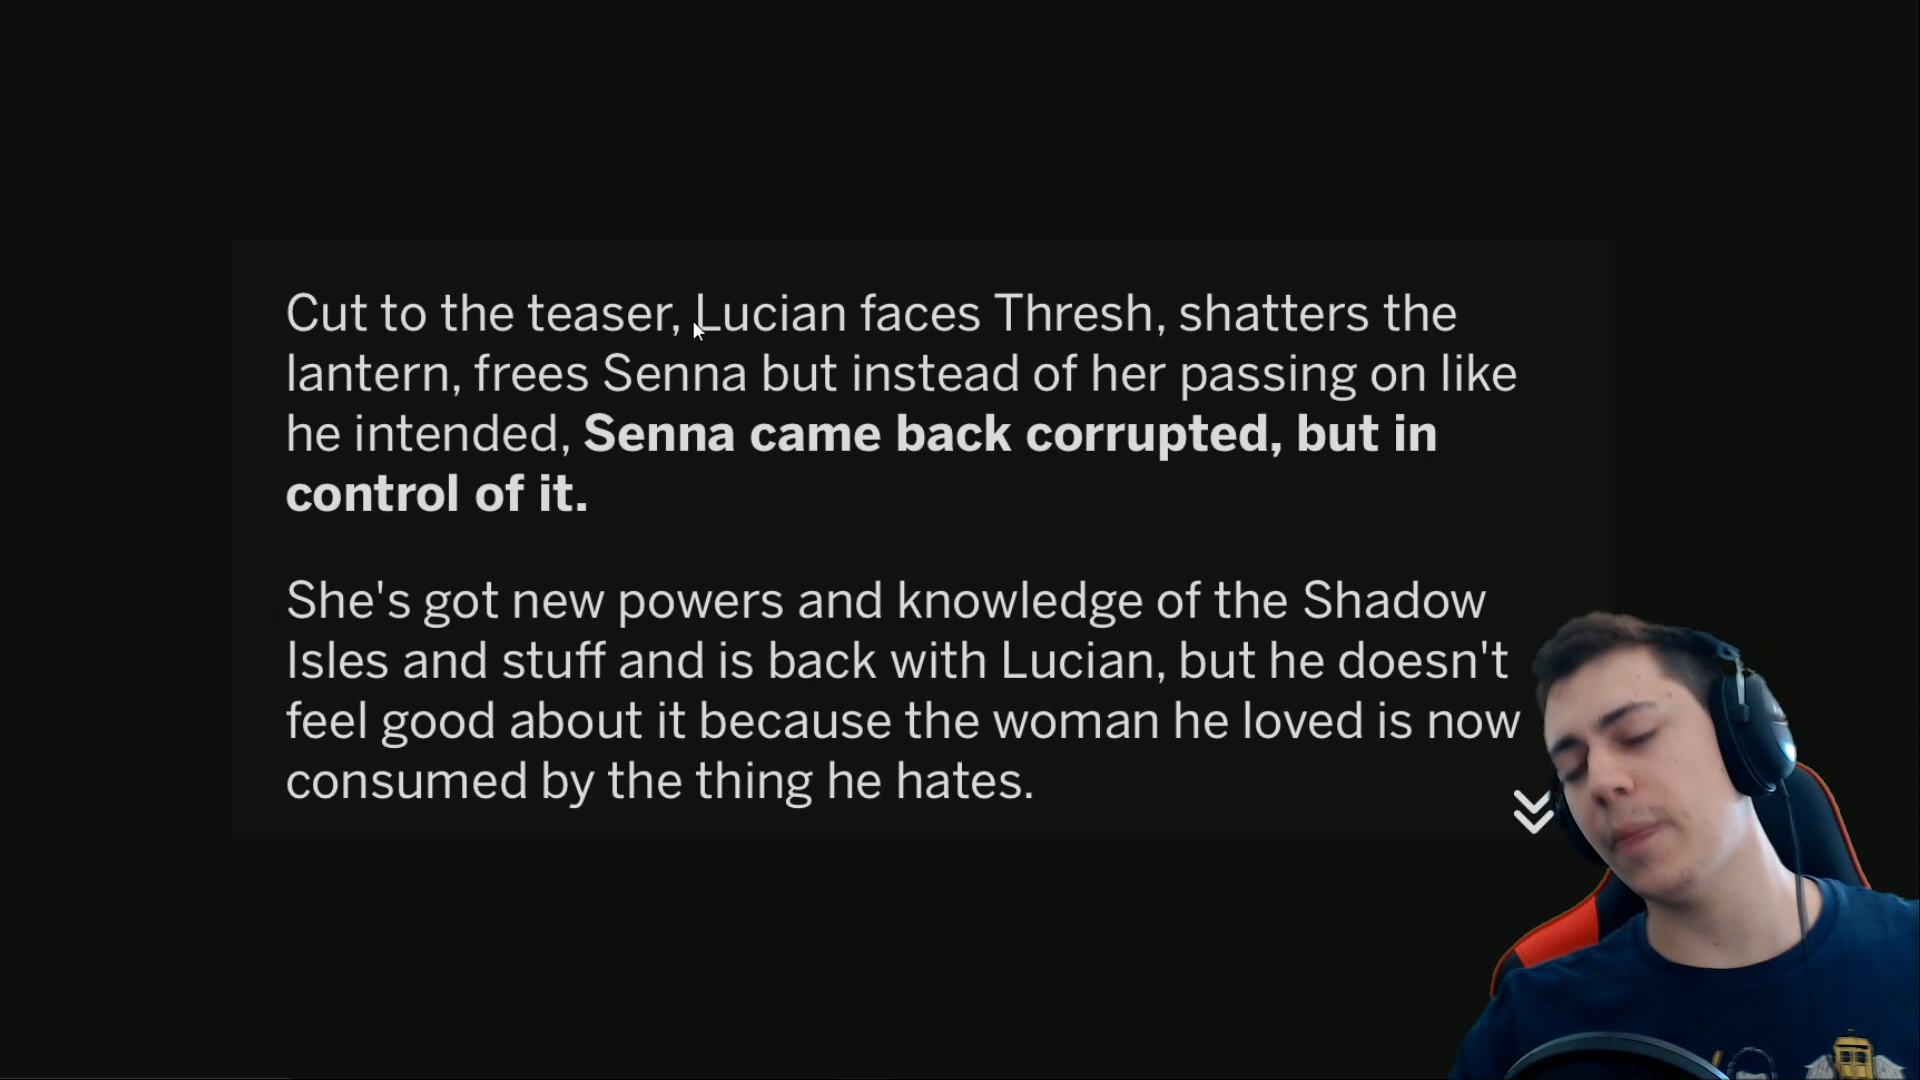 Cut to the teaser, Lucian faces Thresh, shatters the
lantern, frees Senna but instead of her passing on like
he intended, Senna came back corrupted, but in
control of it.
She's got new powers and knowledge of the Shadow
Isles and stuff and is back with Lucian, but he doesn't
feel good about it because the woman he loved is now
consumed by the thing he hates.